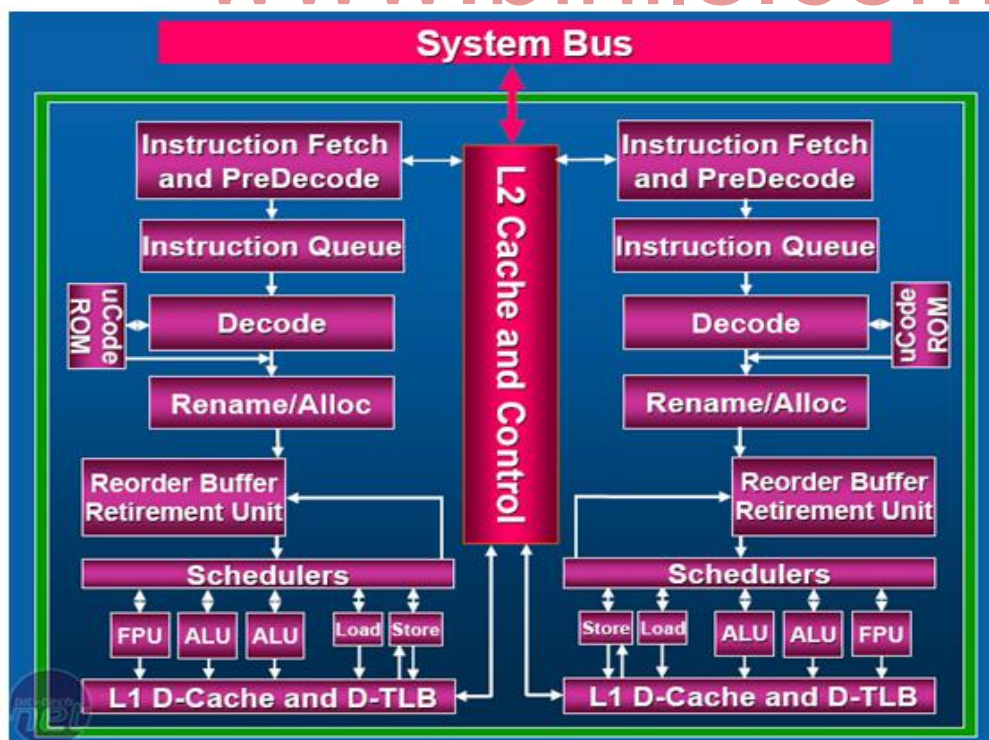 System Bus
Instruction Fetch
and PreDecode
Instruction Queue
uCode
ROM
Decode
Rename/Alloc
Reorder Buffer
Retirement Unit
Schedulers
FPU
ALU
ALU
Load
Store
L1 D-Cache and D-TLB
L2 Cache and Control
Instruction Fetch
and PreDecode
Instruction Queue
Decode
uCode
ROM
Rename/Alloc
Reorder Buffer
Retirement Unit
Schedulers
Store
Load
ALU
ALU
FPU
L1 D-Cache and D-TLB
net